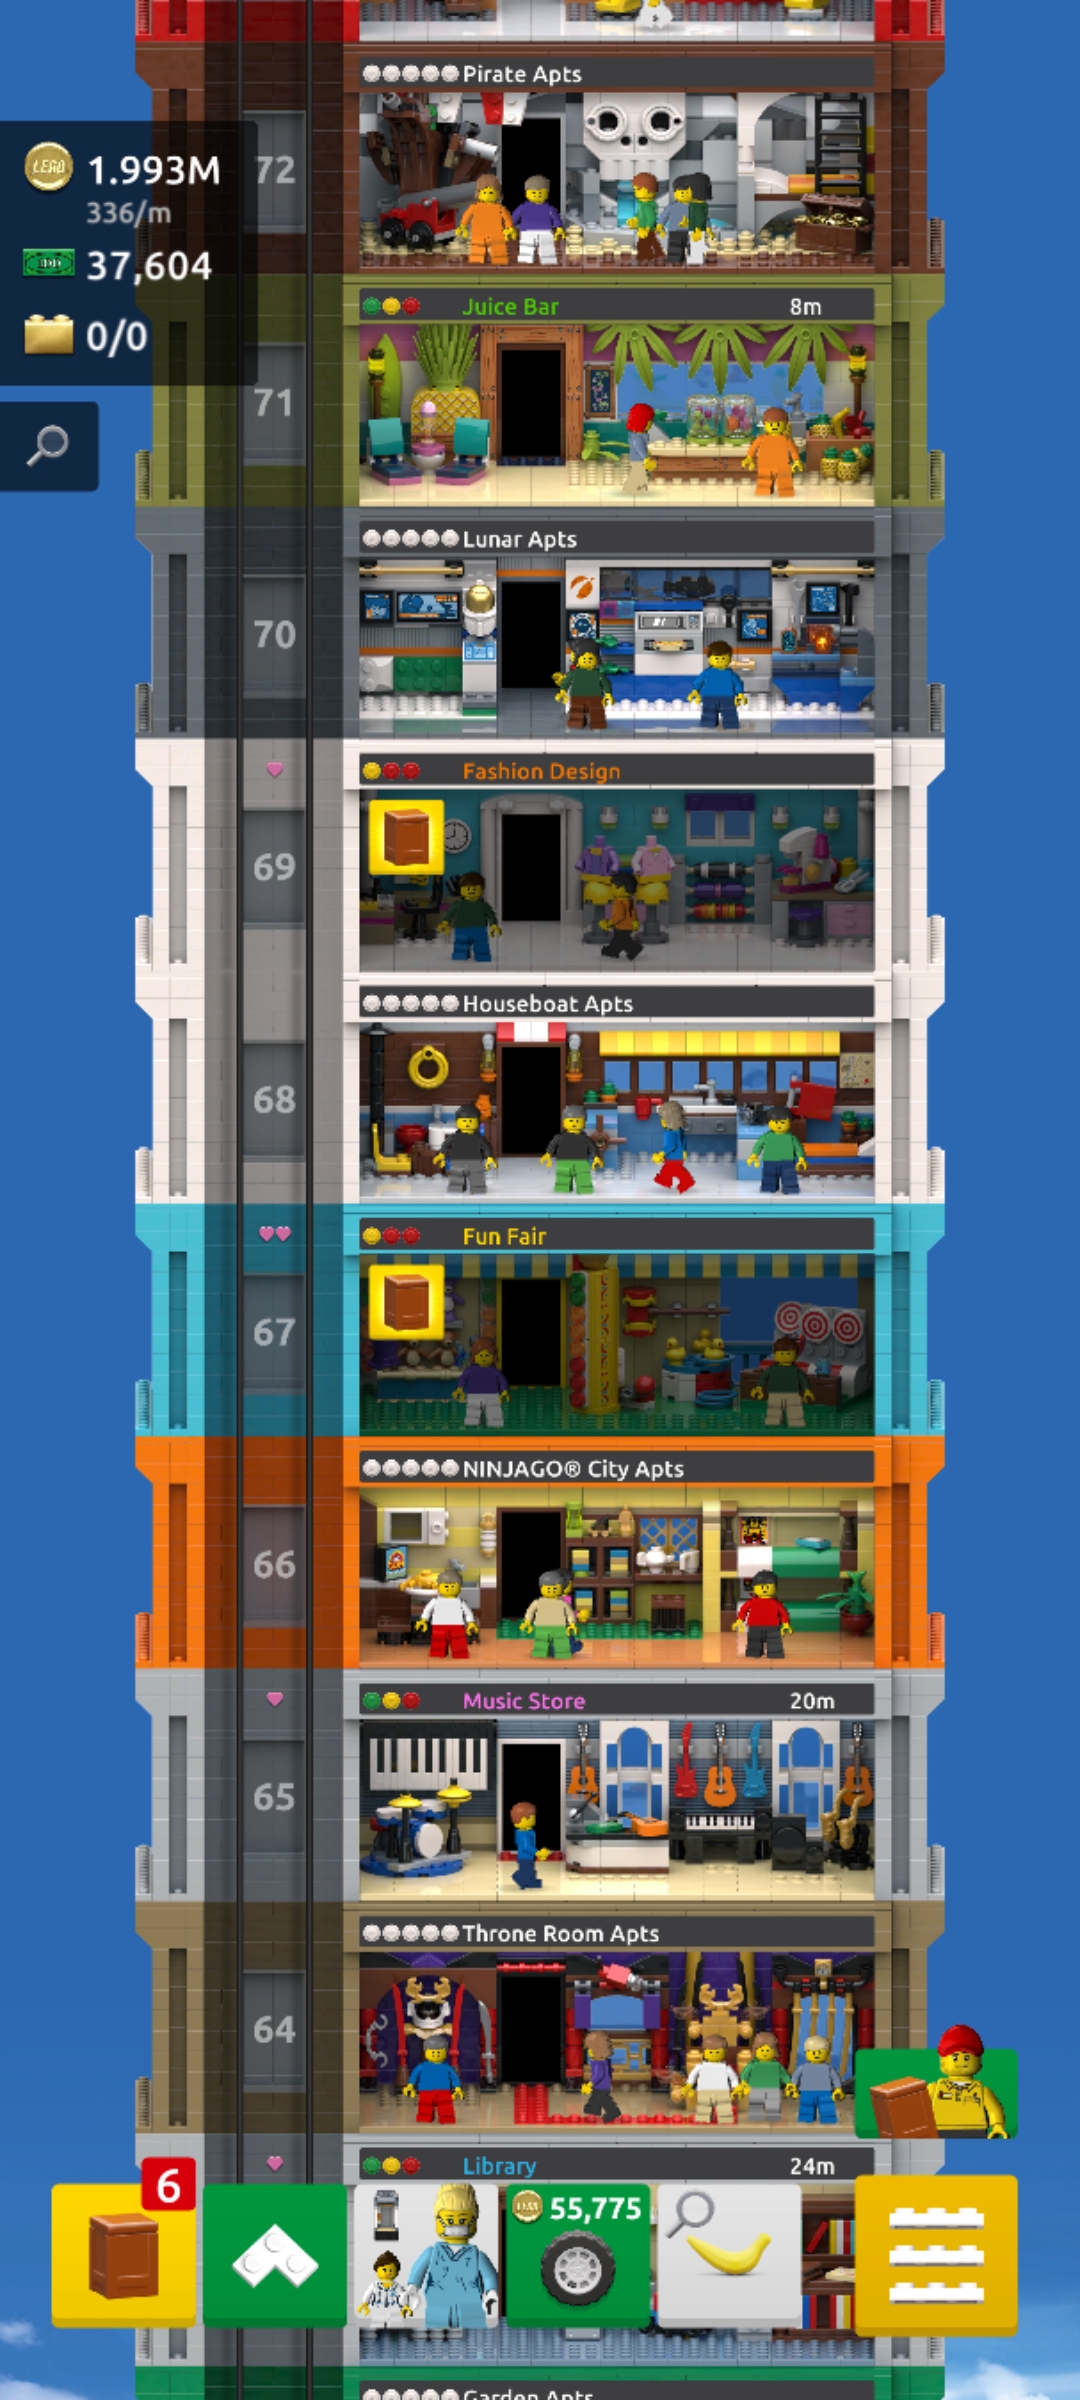 Pirate Apts
72
LEGO 1.993M
336/m
37,604
0/0
Juice Bar 8m
71
Lunar Apts
70
Fashion Design
69
Houseboat Apts
68
Fun Fair
67
NINJAGO® City Apts
66
Music Store 20m
65
Throne Room Apts
64
Library 24m
6
LEGO 55,775
Garden Apts